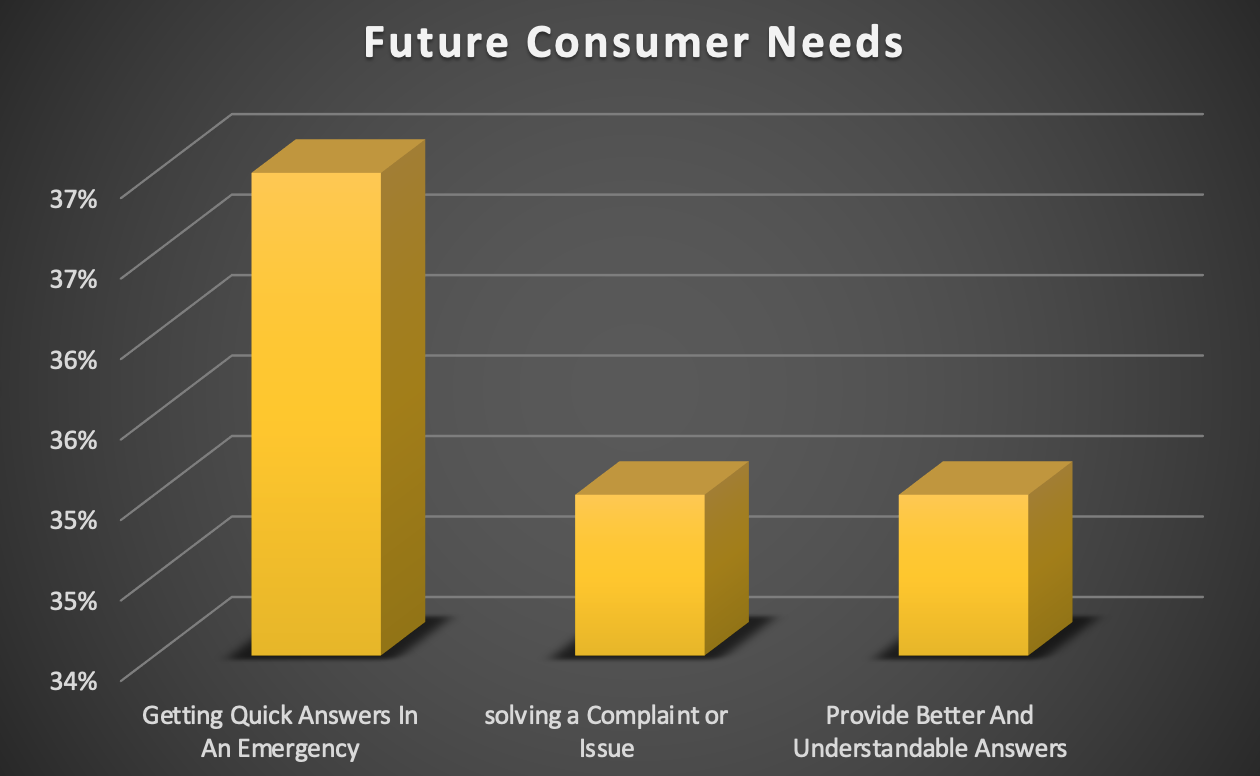 Future Consumer Needs
37%
37%
36%
36%
35%
35%
34%
Getting Quick Answers In
An Emergency
solving a Complaint or
Issue
Provide Better And
Understandable Answers